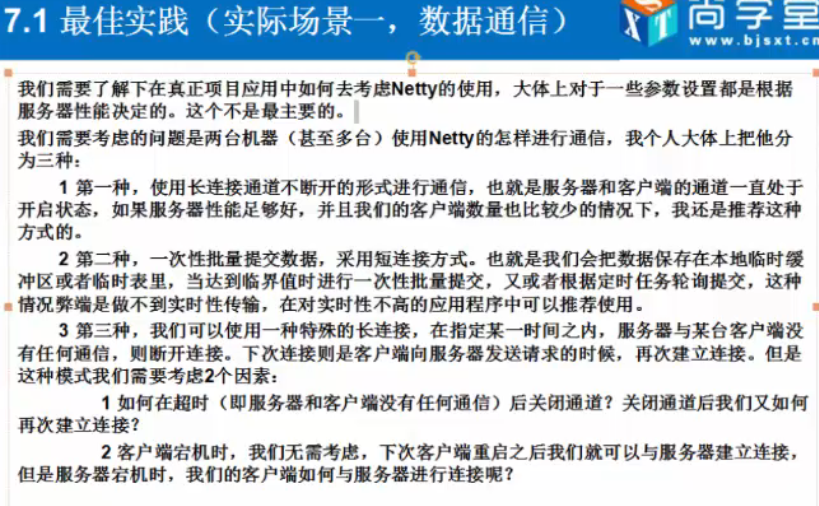 7.1 最佳实践（实际场景一，数据通信）
SXT 尚学堂
www.bjsxt.cn
我们需要了解下在真正项目应用中如何去考虑Netty的使用，大体上对于一些参数设置都是根据
服务器性能决定的。这个不是最主要的。
我们需要考虑的问题是两台机器（甚至多台）使用Netty的怎样进行通信，我个人大体上把他分
为三种：
1 第一种，使用长连接通道不断开的形式进行通信，也就是服务器和客户端的通道一直处于
开启状态，如果服务器性能足够好，并且我们的客户端数量也比较少的情况下，我还是推荐这种
方式的。
2 第二种，一次性批量提交数据，采用短连接方式。也就是我们会把数据保存在本地临时缓
冲区或者临时表里，当达到临界值时进行一次性批量提交，又或者根据定时任务轮询提交，这种
情况弊端是做不到实时性传输，在对实时性不高的应用程序中可以推荐使用。
3 第三种，我们可以使用一种特殊的长连接，在指定某一时间之内，服务器与某台客户端没
有任何通信，则断开连接。下次连接则是客户端向服务器发送请求的时候，再次建立连接。但是
这种模式我们需要考虑2个因素：
1 如何在超时（即服务器和客户端没有任何通信）后关闭通道？关闭通道后我们又如何
再次建立连接？
2 客户端宕机时，我们无需考虑，下次客户端重启之后我们就可以与服务器建立连接，
但是服务器宕机时，我们的客户端如何与服务器进行连接呢？